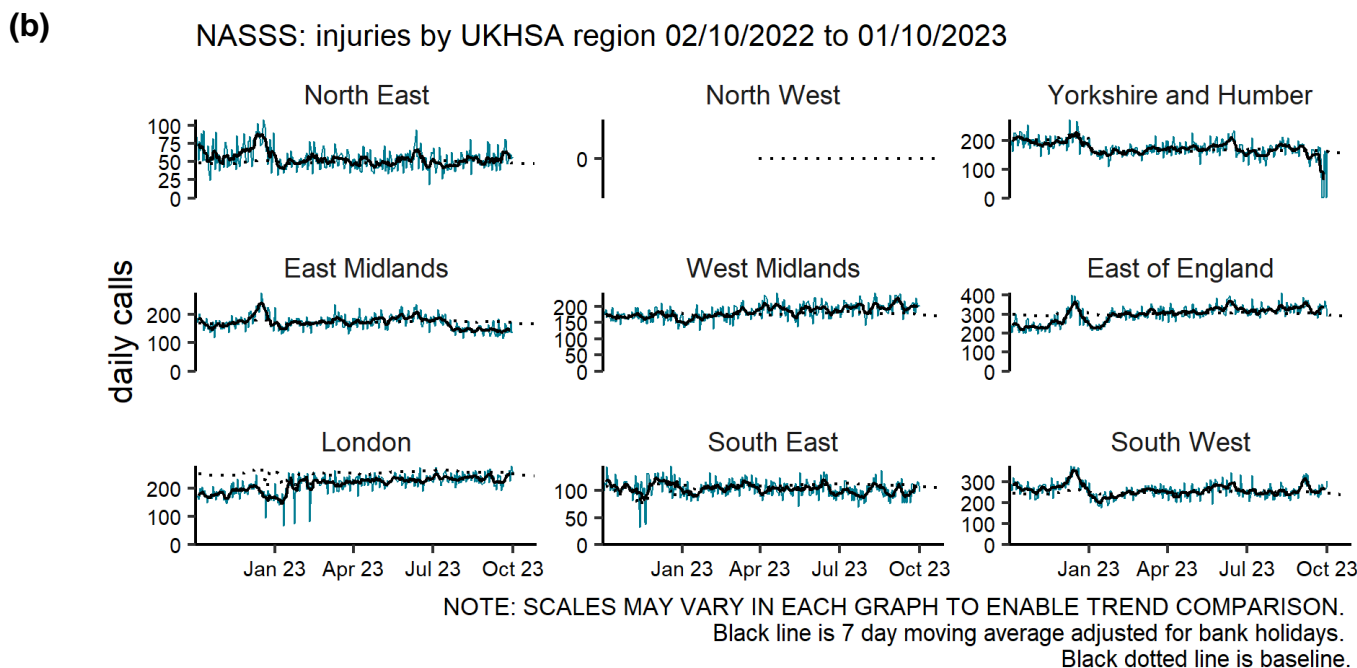 (b)
NASSS: injuries by UKHSA region 02/10/2022 to 01/10/2023
daily calls
North East
100
75
50
25
0
North West
0
Yorkshire and Humber
200
100
0
East Midlands
200
100
0
West Midlands
200
150
100
50
0
East of England
400
300
200
100
0
London
200
100
0
Jan 23 Apr 23 Jul 23 Oct 23
South East
100
50
0
Jan 23 Apr 23 Jul 23 Oct 23
South West
300
200
100
0
Jan 23 Apr 23 Jul 23 Oct 23
NOTE: SCALES MAY VARY IN EACH GRAPH TO ENABLE TREND COMPARISON.
Black line is 7 day moving average adjusted for bank holidays.
Black dotted line is baseline.